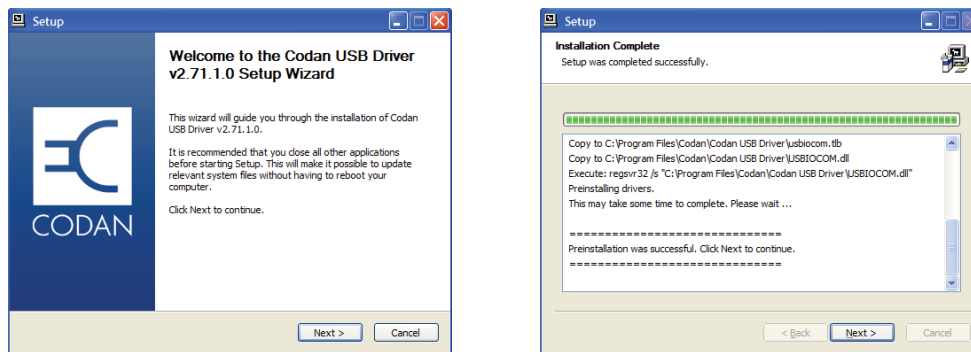 Setup
Welcome to the Codan USB Driver
v2.71.1.0 Setup Wizard
This wizard will guide you through the installation of Codan
USB Driver v2.71.1.0.
It is recommended that you close all other applications
before starting Setup. This will make it possible to update
relevant system files without having to reboot your
computer.
Click Next to continue.
CODAN
Next >
Cancel
Setup
Installation Complete
Setup was completed successfully.
Copy to C:\Program Files\Codan\Codan USB Driver\usbiocom.tlb
Copy to C:\Program Files\Codan\Codan USB Driver\USBIOCOM.dll
Execute: regsvr32 /s "C:\Program Files\Codan\Codan USB Driver\USBIOCOM.dll"
Preinstalling drivers.
This may take some time to complete. Please wait ...
==============================
Preinstallation was successful. Click Next to continue.
==============================
< Back
Next >
Cancel